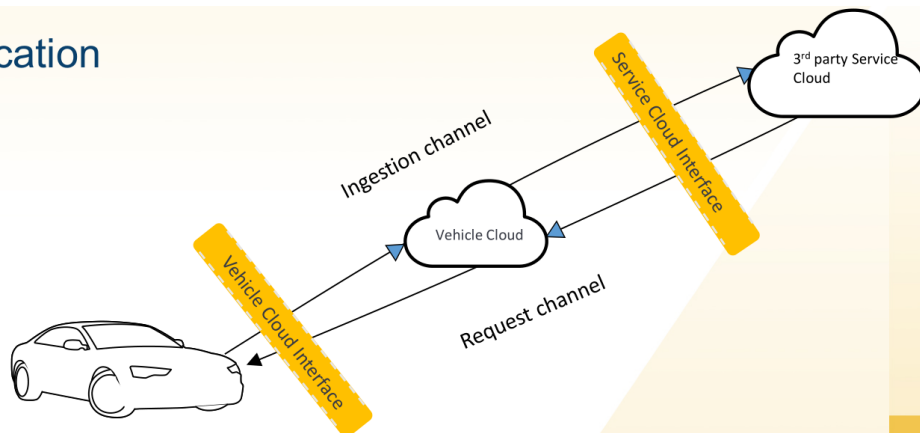 cation
3rd party Service
Cloud
Service Cloud Interface
Ingestion channel
Vehicle Cloud
Vehicle Cloud Interface
Request channel